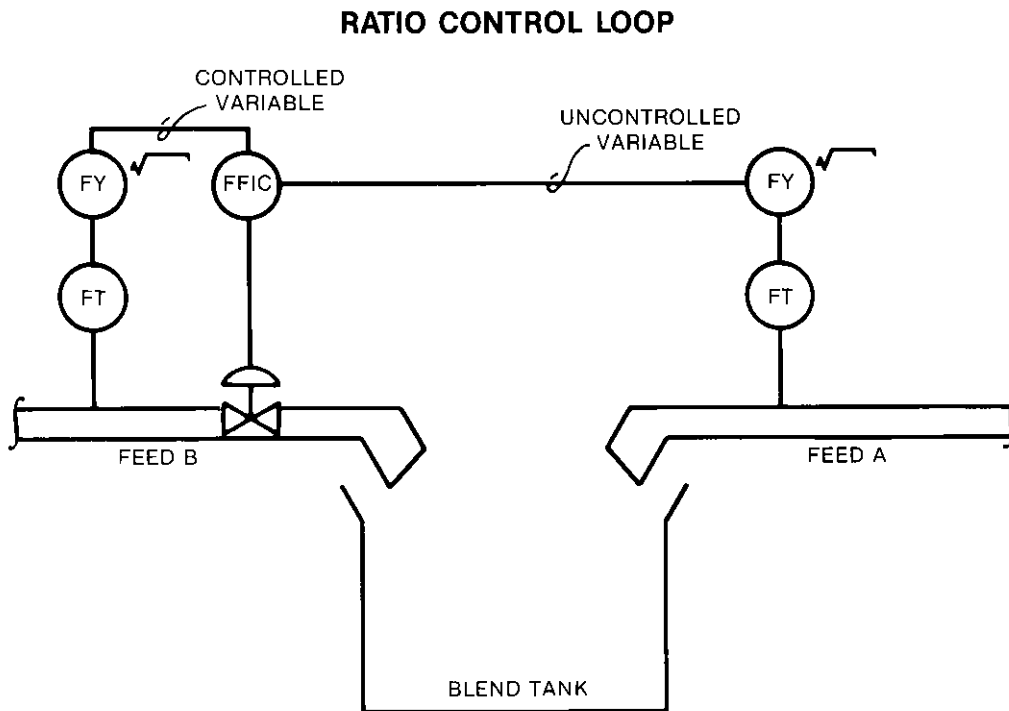 RATIO CONTROL LOOP
CONTROLLED
VARIABLE
UNCONTROLLED
VARIABLE
FY
FFIC
FY
FT
FT
FEED B
FEED A
BLEND TANK